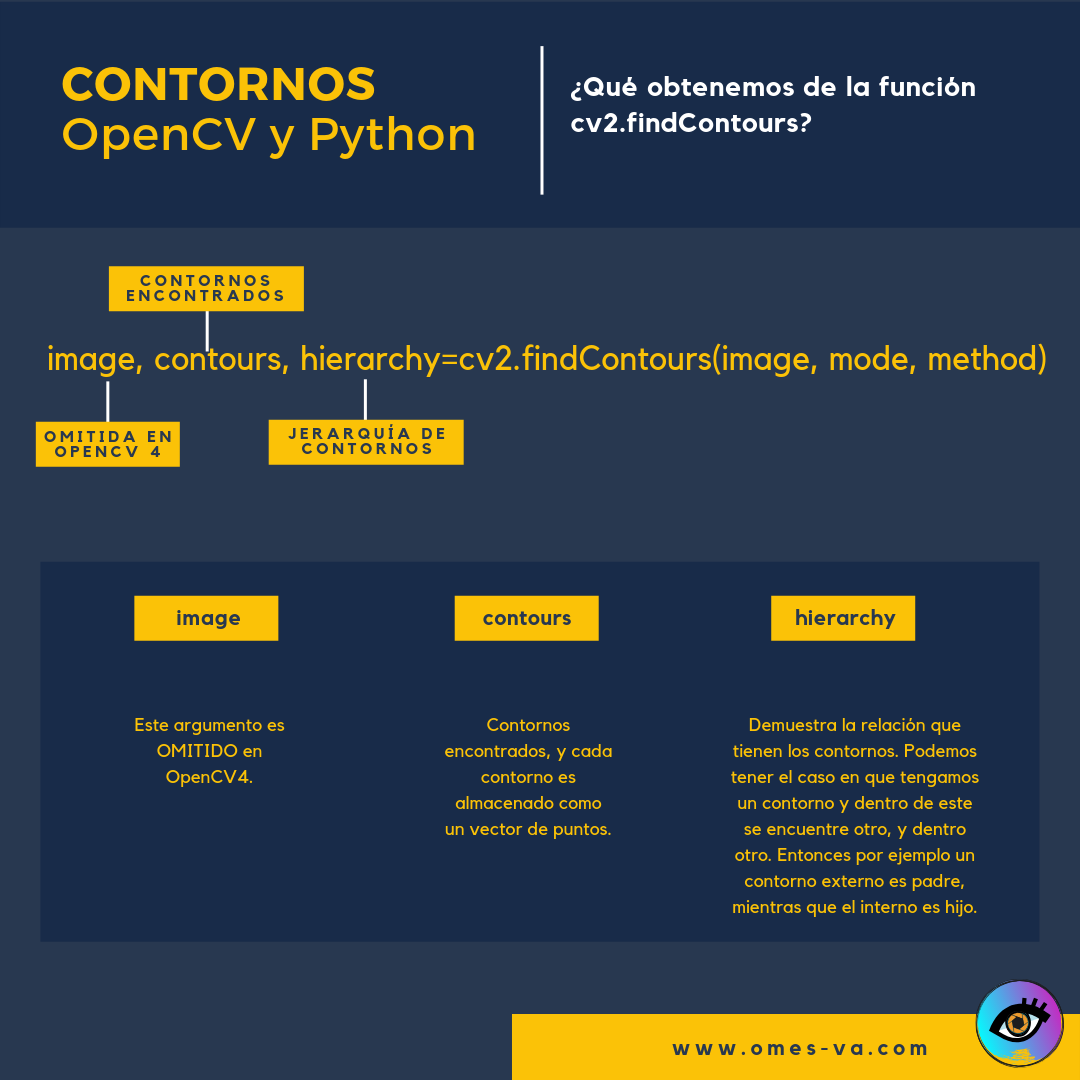 CONTORNOS
OpenCV y Python
¿Qué obtenemos de la función
cv2.findContours?
CONTORNOS
ENCONTRADOS
image, contours, hierarchy=cv2.findContours(image, mode, method)
OMITIDA EN
OPENCV 4
JERARQUÍA DE
CONTORNOS
image
Este argumento es
OMITIDO en
OpenCV4.
contours
Contornos
encontrados, y cada
contorno es
almacenado como
un vector de puntos.
hierarchy
Demuestra la relación que
tienen los contornos. Podemos
tener el caso en que tengamos
un contorno y dentro de este
se encuentre otro, y dentro
otro. Entonces por ejemplo un
contorno externo es padre,
mientras que el interno es hijo.
www.omes-va.com